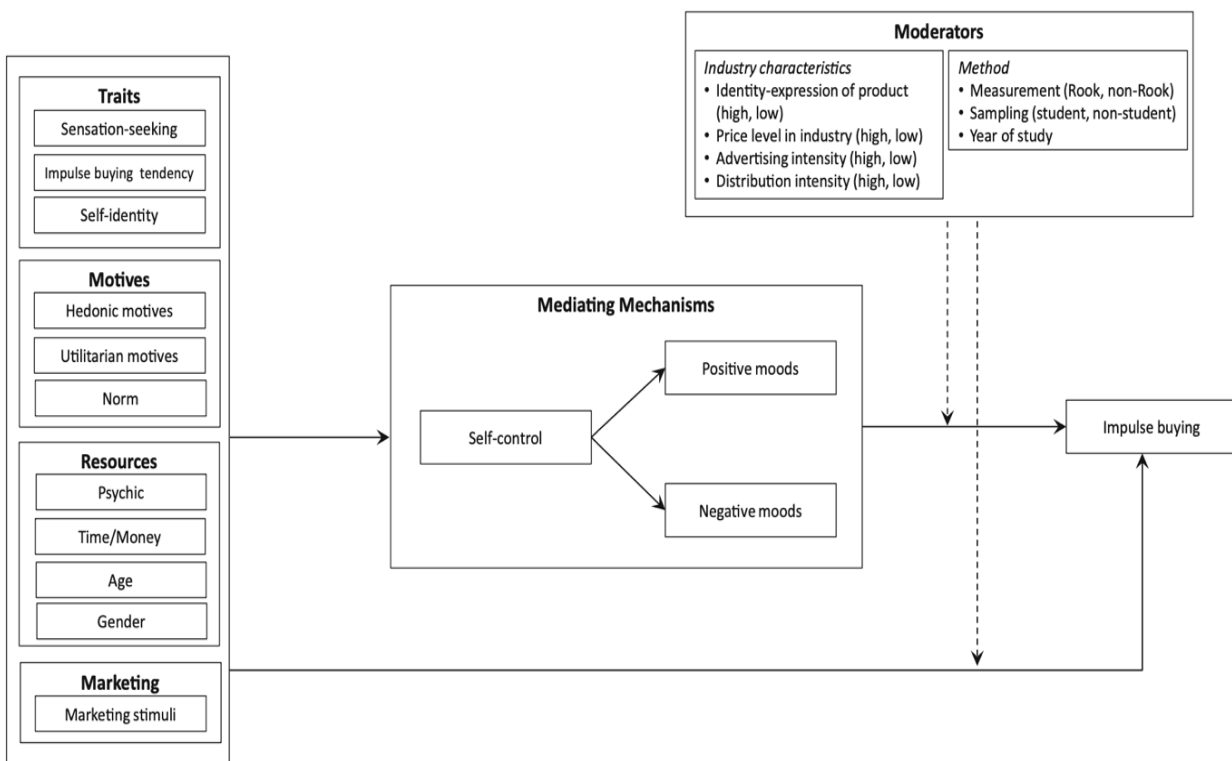 Moderators
Industry characteristics
• Identity-expression of product
(high, low)
• Price level in industry (high, low)
• Advertising intensity (high, low)
• Distribution intensity (high, low)
Method
• Measurement (Rook, non-Rook)
• Sampling (student, non-student)
• Year of study
Traits
Sensation-seeking
Impulse buying tendency
Self-identity
Motives
Hedonic motives
Utilitarian motives
Norm
Resources
Psychic
Time/Money
Age
Gender
Marketing
Marketing stimuli
Mediating Mechanisms
Self-control
Positive moods
Negative moods
Impulse buying